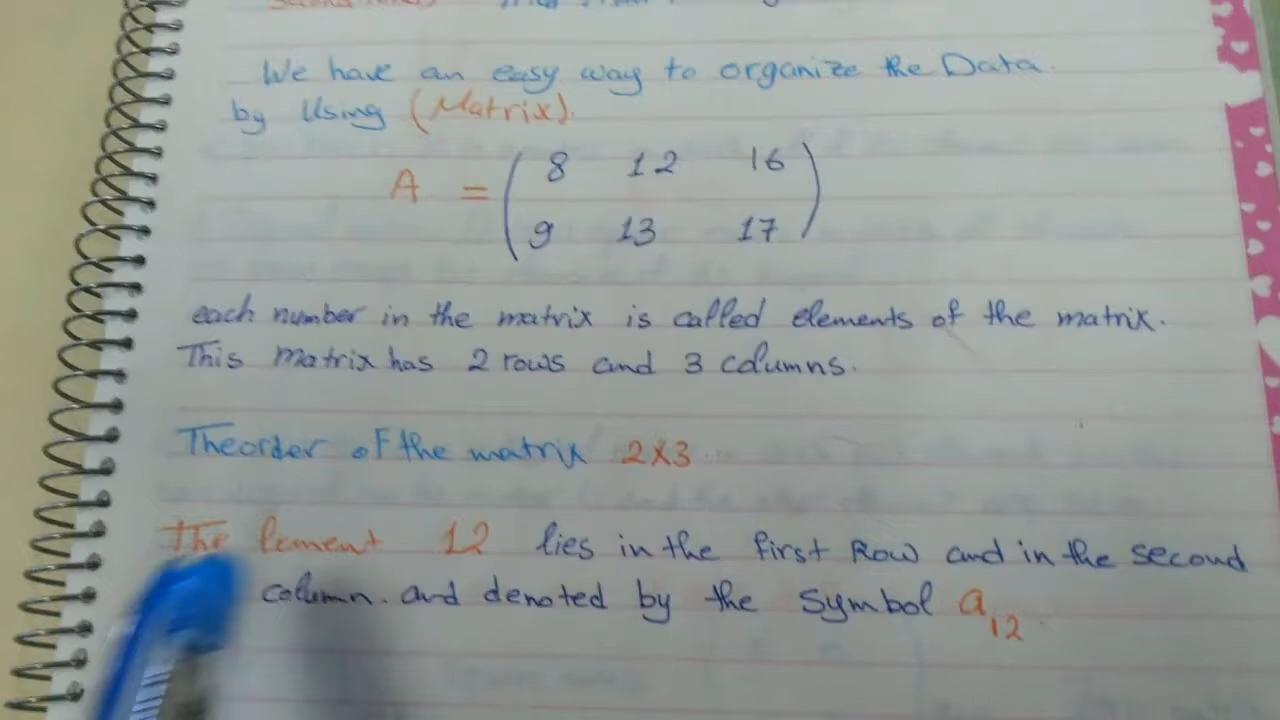 We have an easy way to organize the Data.
by Using (Matrix).
A = ( 8 12 16
9 13 17 )
each number in the matrix is called elements of the matrix.
This matrix has 2 rows and 3 columns.
The order of the matrix 2x3
The lement 12 lies in the first Row and in the second
column. and denoted by the Symbol a12